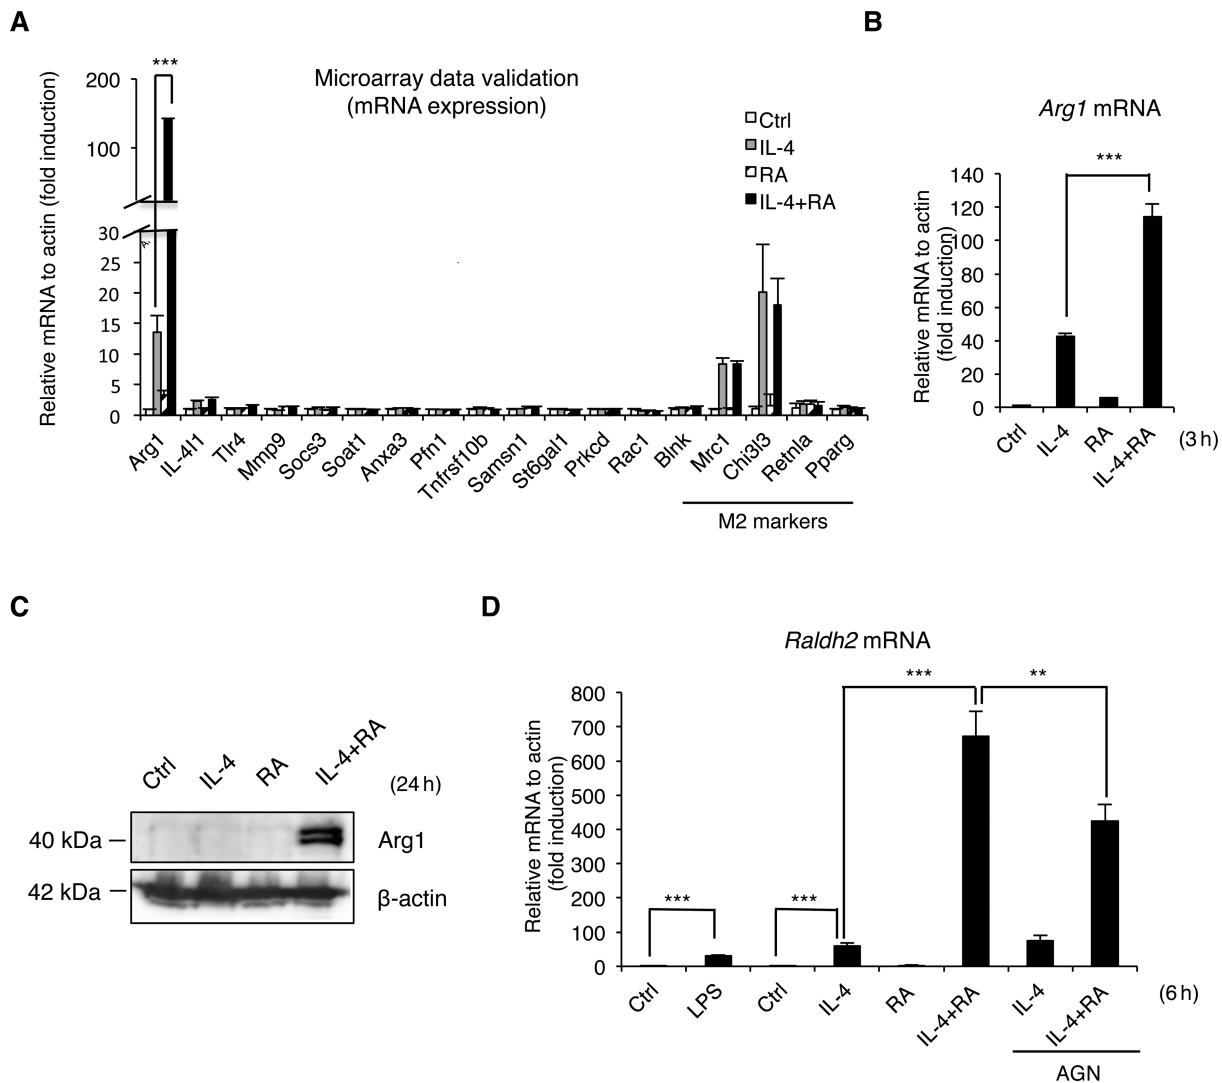 A
B
Microarray data validation
(mRNA expression)
***
Relative mRNA to actin (fold induction)
200
100
30
25
20
15
10
5
0
Ctrl
IL-4
RA
IL-4+RA
Arg1
IL-4I1
Tlr4
Mmp9
Socs3
Soat1
Anxa3
Pfn1
Tnfrsf10b
Samsn1
St6gal1
Prkcd
Rac1
Blnk
Mrc1
Chi3l3
Retnla
Pparg
M2 markers
Arg1 mRNA
***
Relative mRNA to actin
(fold induction)
140
120
100
80
60
40
20
0
Ctrl
IL-4
RA
IL-4+RA
(3 h)
C
D
Ctrl
IL-4
RA
IL-4+RA
(24 h)
40 kDa
Arg1
42 kDa
β-actin
Raldh2 mRNA
***
**
***
***
Relative mRNA to actin
(fold induction)
800
700
600
500
400
300
200
100
0
Ctrl
LPS
Ctrl
IL-4
RA
IL-4+RA
IL-4
IL-4+RA
(6 h)
AGN